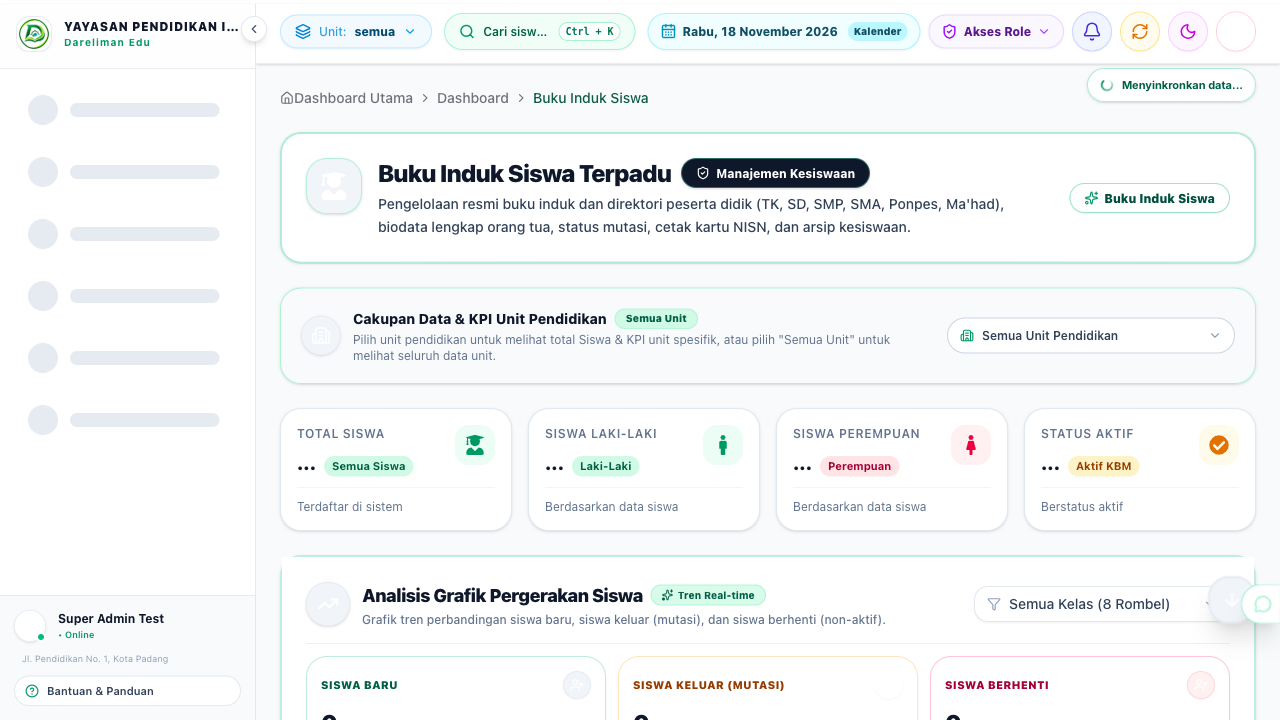 YAYASAN PENDIDIKAN I...
Dareliman Edu
Unit: semua
Cari sisw...
Ctrl + K
Rabu, 18 November 2026
Kalender
Akses Role
Menyinkronkan data...
Dashboard Utama > Dashboard > Buku Induk Siswa
Buku Induk Siswa Terpadu
Manajemen Kesiswaan
Pengelolaan resmi buku induk dan direktori peserta didik (TK, SD, SMP, SMA, Ponpes, Ma'had),
biodata lengkap orang tua, status mutasi, cetak kartu NISN, dan arsip kesiswaan.
Buku Induk Siswa
Cakupan Data & KPI Unit Pendidikan
Semua Unit
Pilih unit pendidikan untuk melihat total Siswa & KPI unit spesifik, atau pilih "Semua Unit" untuk
melihat seluruh data unit.
Semua Unit Pendidikan
TOTAL SISWA
... Semua Siswa
Terdaftar di sistem
SISWA LAKI-LAKI
... Laki-Laki
Berdasarkan data siswa
SISWA PEREMPUAN
... Perempuan
Berdasarkan data siswa
STATUS AKTIF
... Aktif KBM
Berstatus aktif
Analisis Grafik Pergerakan Siswa
Tren Real-time
Grafik tren perbandingan siswa baru, siswa keluar (mutasi), dan siswa berhenti (non-aktif).
Semua Kelas (8 Rombel)
SISWA BARU
SISWA KELUAR (MUTASI)
SISWA BERHENTI
Super Admin Test
• Online
Jl. Pendidikan No. 1, Kota Padang
Bantuan & Panduan